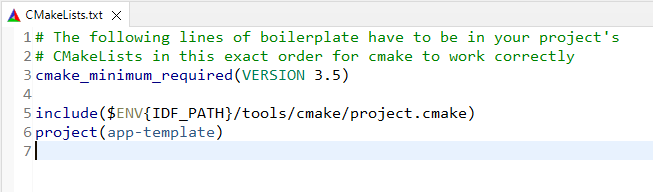 CMakeLists.txt
1 # The following lines of boilerplate have to be in your project's
2 # CMakeLists in this exact order for cmake to work correctly
3 cmake_minimum_required(VERSION 3.5)
4
5 include($ENV{IDF_PATH}/tools/cmake/project.cmake)
6 project(app-template)
7